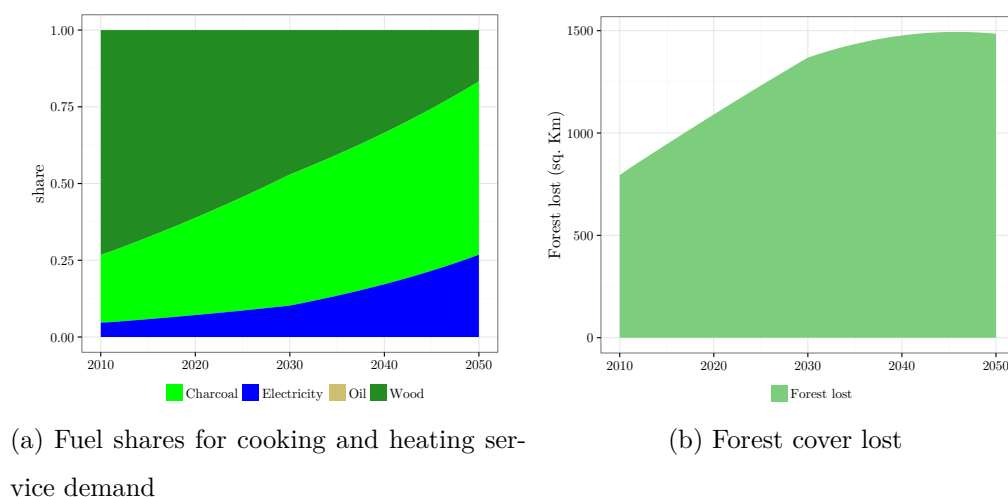 1.00
0.75
0.50
0.25
0.00
share
2010 2020 2030 2040 2050
Charcoal Electricity Oil Wood
(a) Fuel shares for cooking and heating ser-
vice demand
1500
1000
500
0
Forest lost (sq. Km)
2010 2020 2030 2040 2050
Forest lost
(b) Forest cover lost